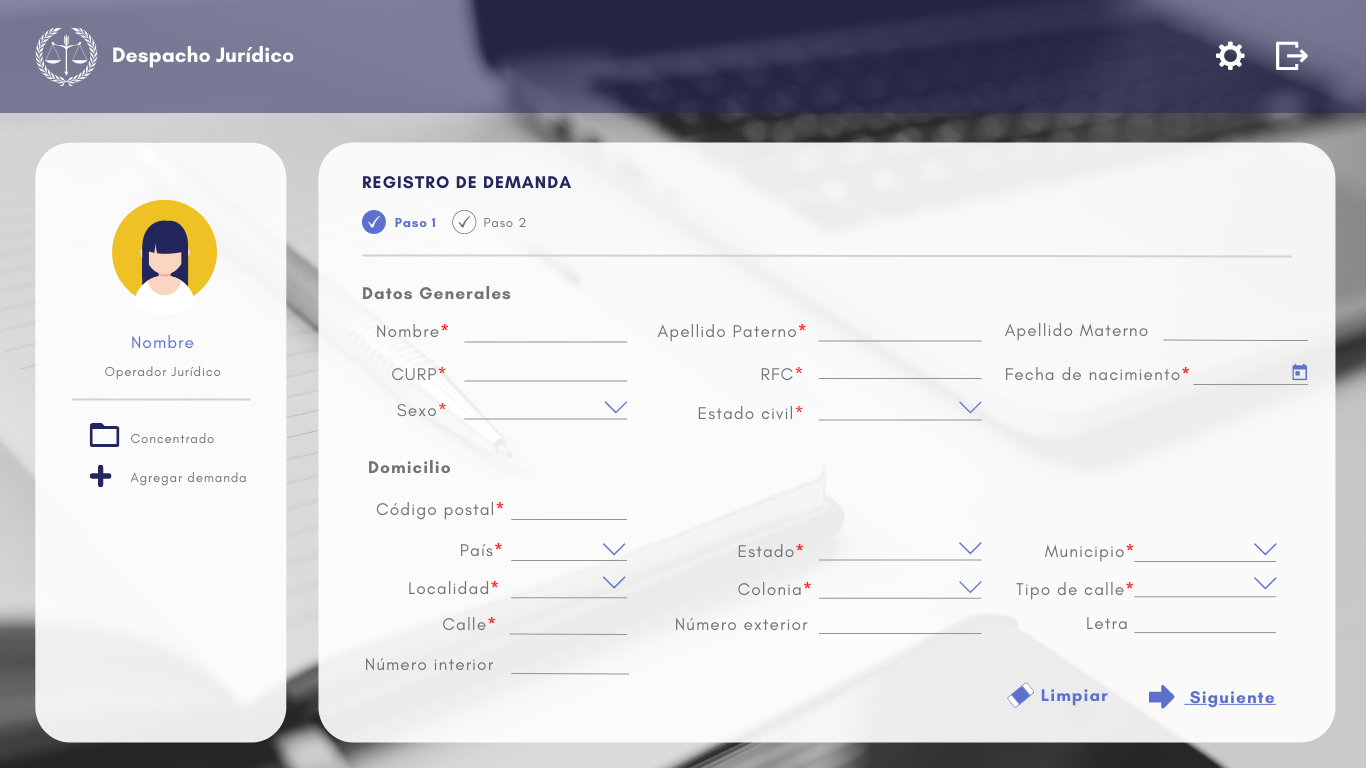 Despacho Jurídico
Nombre
Operador Jurídico
Concentrado
Agregar demanda
REGISTRO DE DEMANDA
Paso 1 Paso 2
Datos Generales
Nombre* Apellido Paterno* Apellido Materno
CURP* RFC* Fecha de nacimiento*
Sexo* Estado civil*
Domicilio
Código postal*
País* Estado* Municipio*
Localidad* Colonia* Tipo de calle*
Calle* Número exterior Letra
Número interior
Limpiar Siguiente